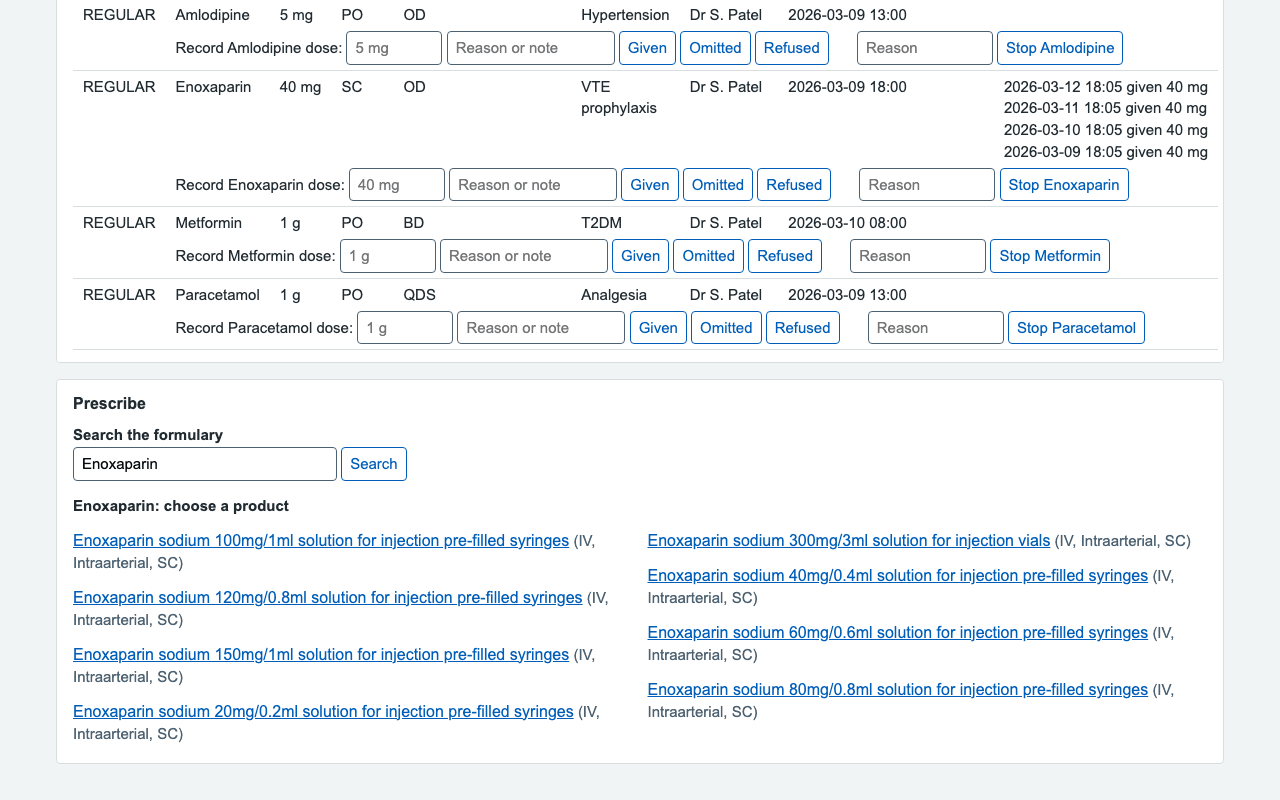 REGULAR Amlodipine 5 mg PO OD Hypertension Dr S. Patel 2026-03-09 13:00
Record Amlodipine dose: 5 mg Reason or note Given Omitted Refused Reason Stop Amlodipine
REGULAR Enoxaparin 40 mg SC OD VTE Dr S. Patel 2026-03-09 18:00 2026-03-12 18:05 given 40 mg
prophylaxis 2026-03-11 18:05 given 40 mg
2026-03-10 18:05 given 40 mg
2026-03-09 18:05 given 40 mg
Record Enoxaparin dose: 40 mg Reason or note Given Omitted Refused Reason Stop Enoxaparin
REGULAR Metformin 1 g PO BD T2DM Dr S. Patel 2026-03-10 08:00
Record Metformin dose: 1 g Reason or note Given Omitted Refused Reason Stop Metformin
REGULAR Paracetamol 1 g PO QDS Analgesia Dr S. Patel 2026-03-09 13:00
Record Paracetamol dose: 1 g Reason or note Given Omitted Refused Reason Stop Paracetamol
Prescribe
Search the formulary
Enoxaparin Search
Enoxaparin: choose a product
Enoxaparin sodium 100mg/1ml solution for injection pre-filled syringes (IV,
Intraarterial, SC)
Enoxaparin sodium 120mg/0.8ml solution for injection pre-filled syringes (IV,
Intraarterial, SC)
Enoxaparin sodium 150mg/1ml solution for injection pre-filled syringes (IV,
Intraarterial, SC)
Enoxaparin sodium 20mg/0.2ml solution for injection pre-filled syringes (IV,
Intraarterial, SC)
Enoxaparin sodium 300mg/3ml solution for injection vials (IV, Intraarterial, SC)
Enoxaparin sodium 40mg/0.4ml solution for injection pre-filled syringes (IV,
Intraarterial, SC)
Enoxaparin sodium 60mg/0.6ml solution for injection pre-filled syringes (IV,
Intraarterial, SC)
Enoxaparin sodium 80mg/0.8ml solution for injection pre-filled syringes (IV,
Intraarterial, SC)